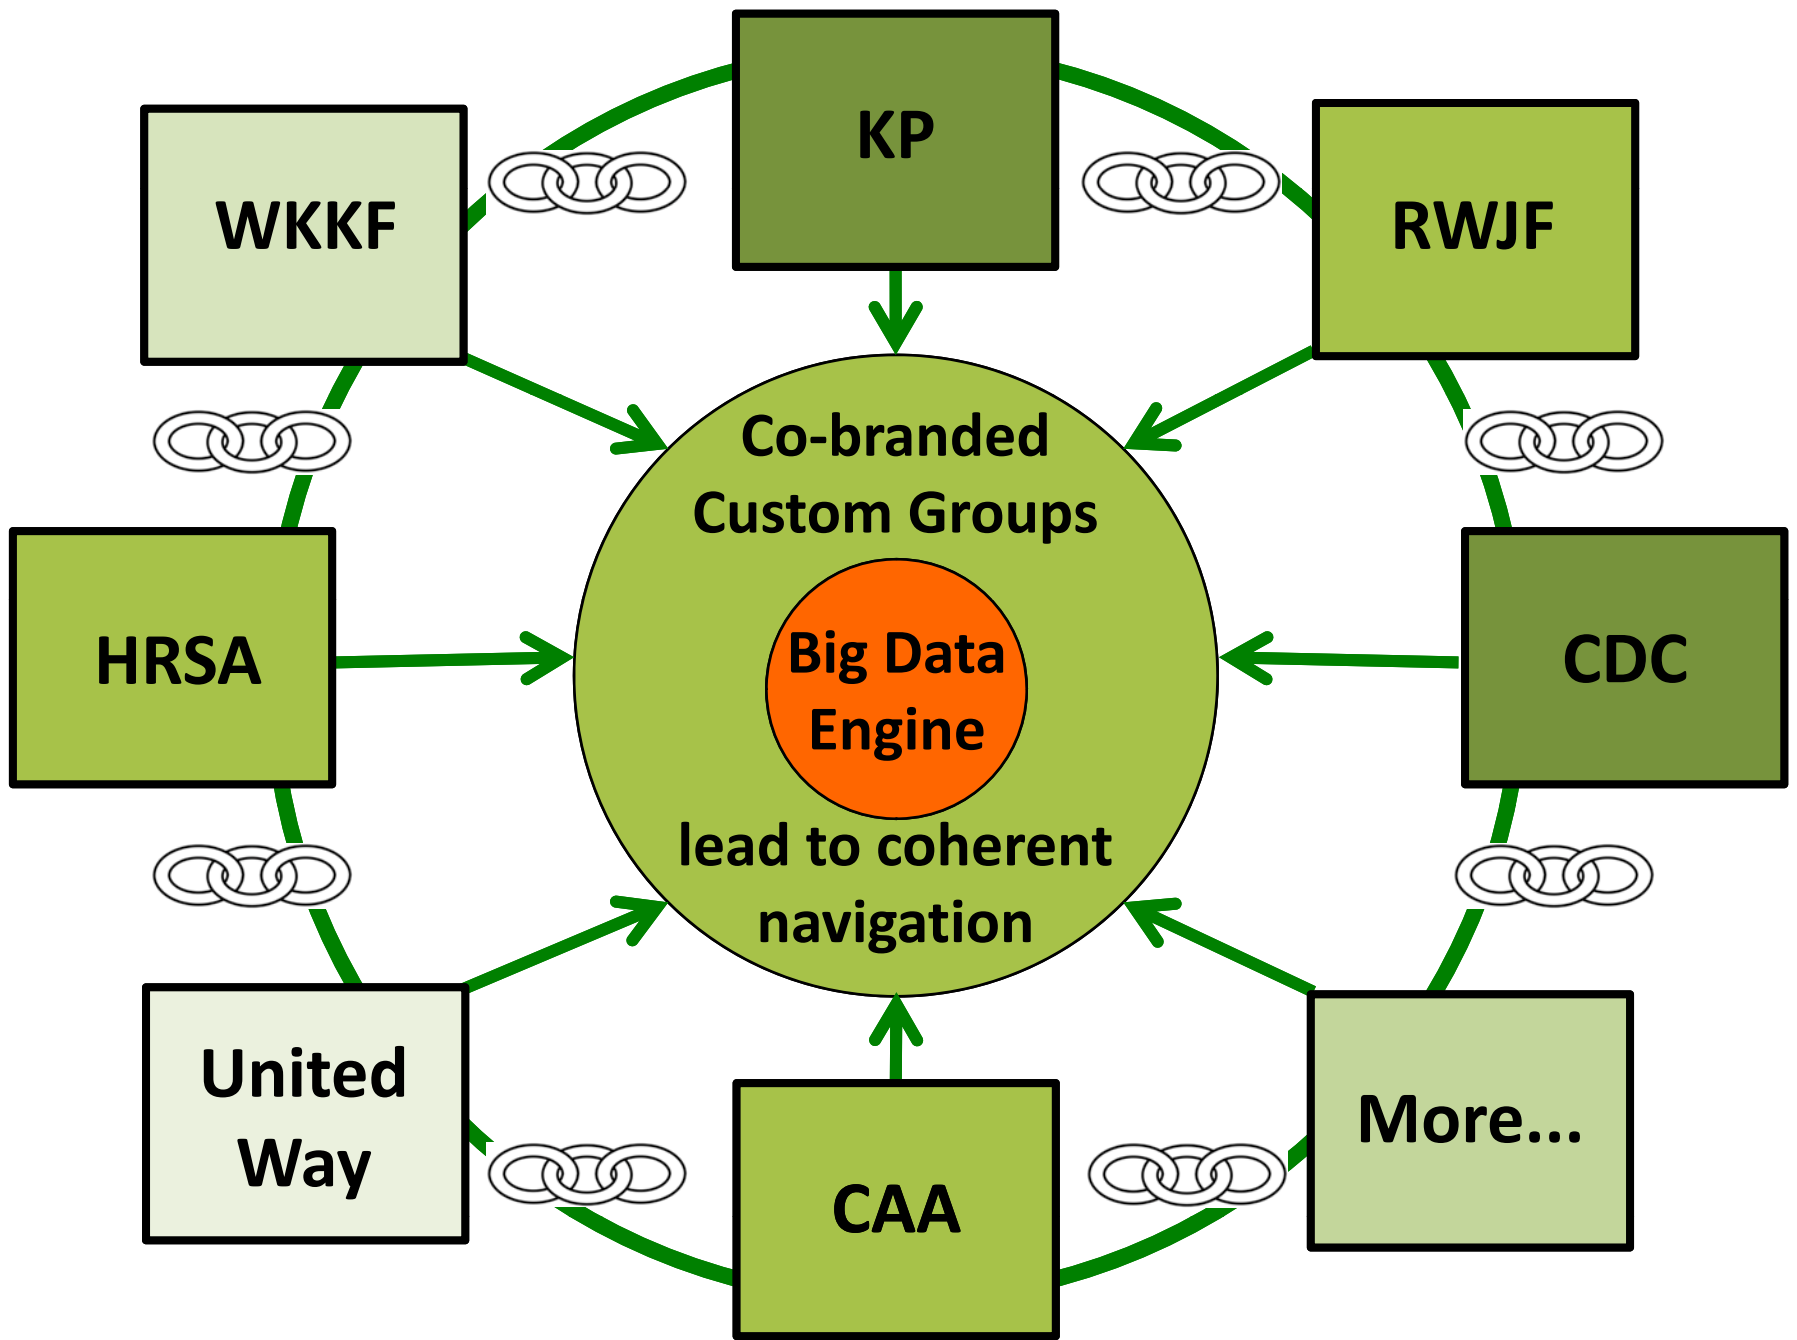 KP
WKKF
RWJF
Co-branded
Custom Groups
HRSA
Big Data
Engine
CDC
lead to coherent
navigation
United
Way
CAA
More...